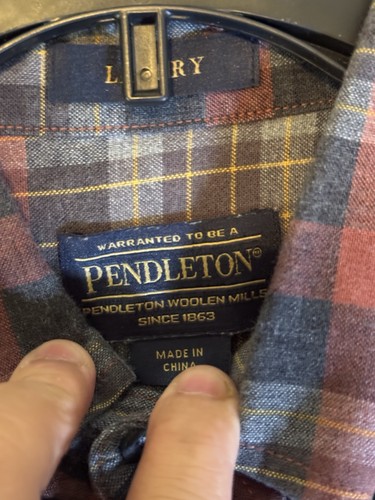 WARRANTED TO BE A
PENDLETON®
PENDLETON WOOLEN MILLS
SINCE 1863
MADE IN
CHINA